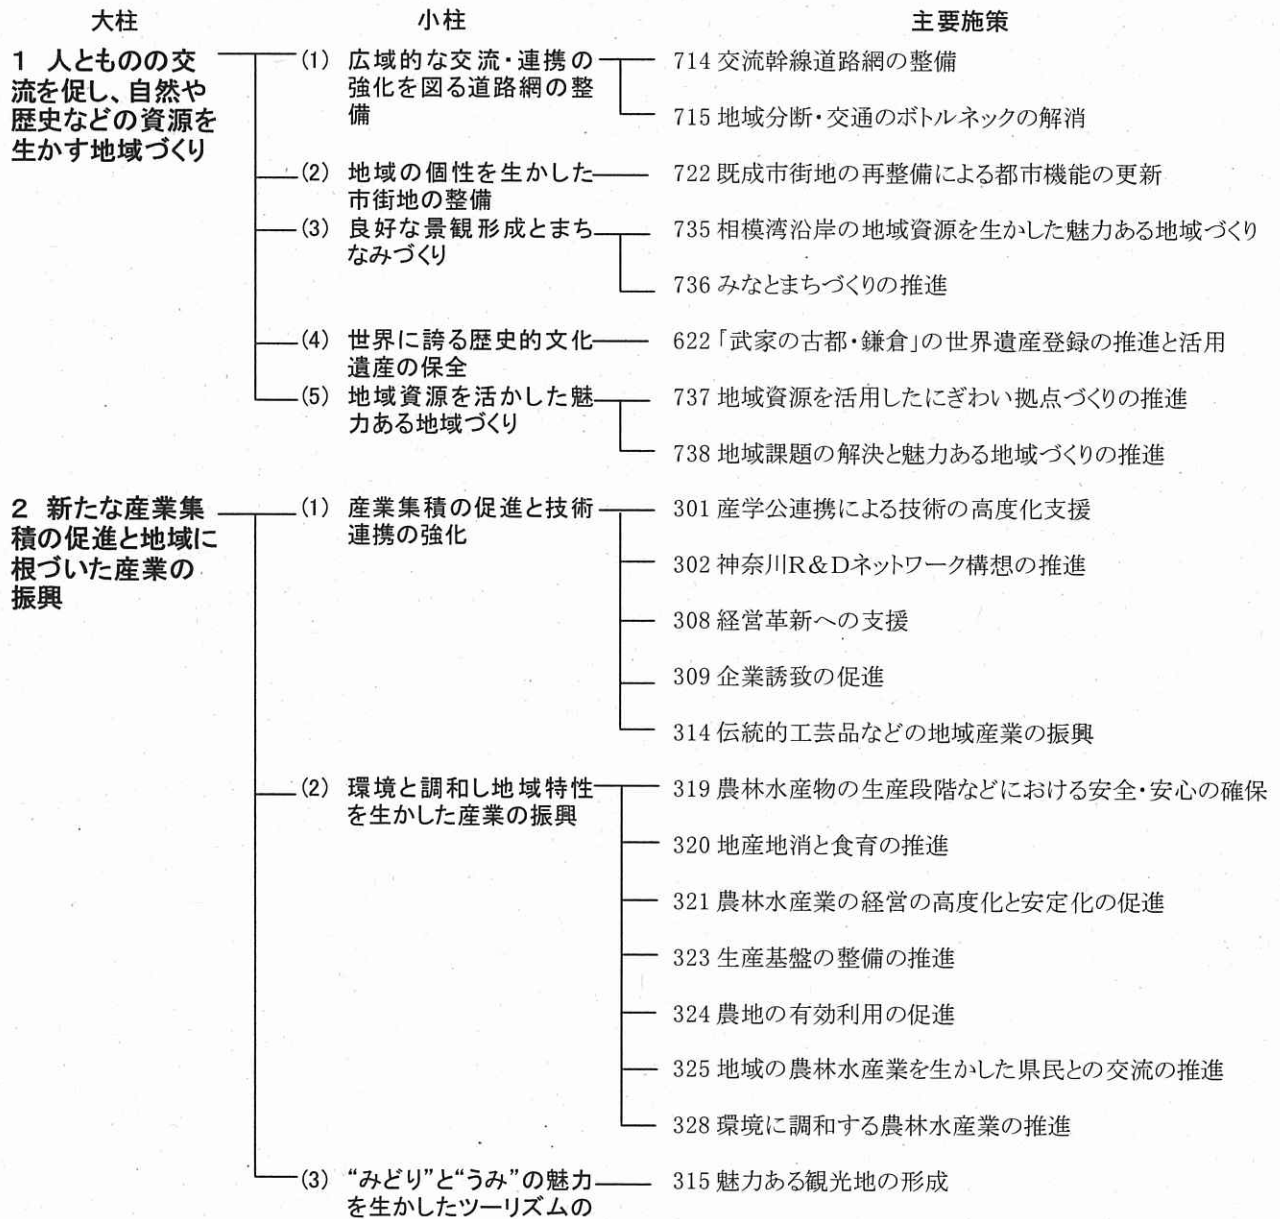 大柱 小柱 主要施策
1 人とものの交
流を促し、自然や
歴史などの資源を
生かす地域づくり
(1) 広域的な交流・連携の
強化を図る道路網の整
備
714 交流幹線道路網の整備
715 地域分断・交通のボトルネックの解消
(2) 地域の個性を生かした
市街地の整備
722 既成市街地の再整備による都市機能の更新
(3) 良好な景観形成とまち
なみづくり
735 相模湾沿岸の地域資源を生かした魅力ある地域づくり
736 みなとまちづくりの推進
(4) 世界に誇る歴史的文化
遺産の保全
622 「武家の古都・鎌倉」の世界遺産登録の推進と活用
(5) 地域資源を活かした魅
力ある地域づくり
737 地域資源を活用したにぎわい拠点づくりの推進
738 地域課題の解決と魅力ある地域づくりの推進
2 新たな産業集
積の促進と地域に
根づいた産業の
振興
(1) 産業集積の促進と技術
連携の強化
301 産学公連携による技術の高度化支援
302 神奈川R&Dネットワーク構想の推進
308 経営革新への支援
309 企業誘致の促進
314 伝統的工芸品などの地域産業の振興
(2) 環境と調和し地域特性
を生かした産業の振興
319 農林水産物の生産段階などにおける安全・安心の確保
320 地産地消と食育の推進
321 農林水産業の経営の高度化と安定化の促進
323 生産基盤の整備の推進
324 農地の有効利用の促進
325 地域の農林水産業を生かした県民との交流の推進
328 環境に調和する農林水産業の推進
(3) “みどり”と“うみ”の魅力
を生かしたツーリズムの
315 魅力ある観光地の形成